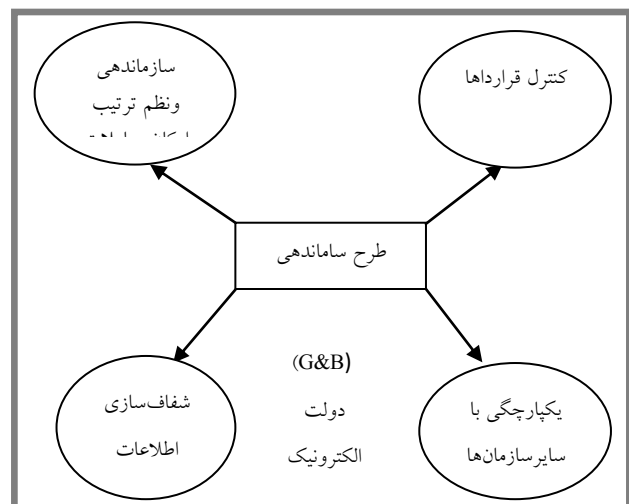 سازماندهی
ونظم ترتیب
کنترل قراردادها
طرح ساماندهی
(G&B)
دولت
الکترونیک
شفاف‌سازی
اطلاعات
یکپارچگی با
سایرسازمان‌ها